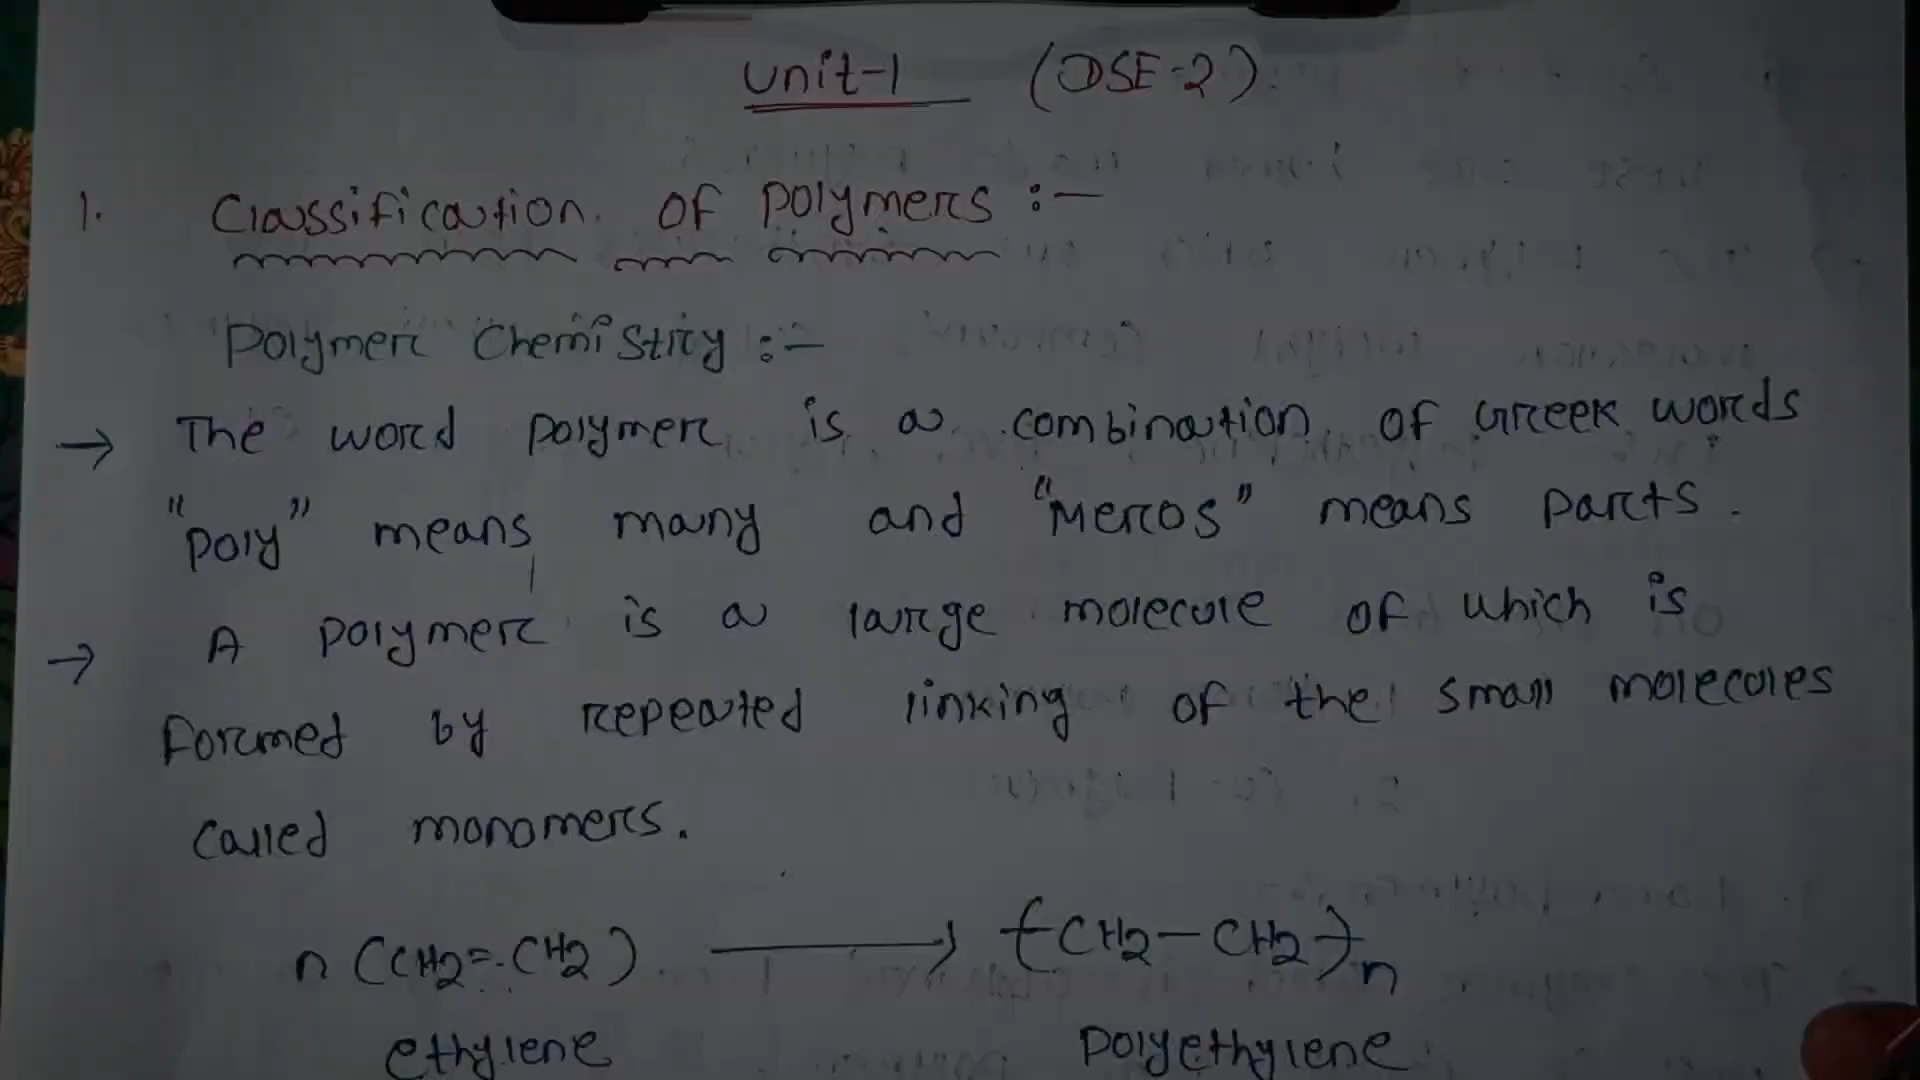 Unit-1 (DSE-2)
1. Classification of Polymers :-
Polymer Chemistry :-
→ The word polymer is a combination of Greek words
"Poly" means many and "Meros" means parts.
→ A polymer is a large molecule of which is
formed by repeated linking of the small molecules
called monomers.
n (CH2=CH2) → (CH2-CH2)n
ethylene Polyethylene